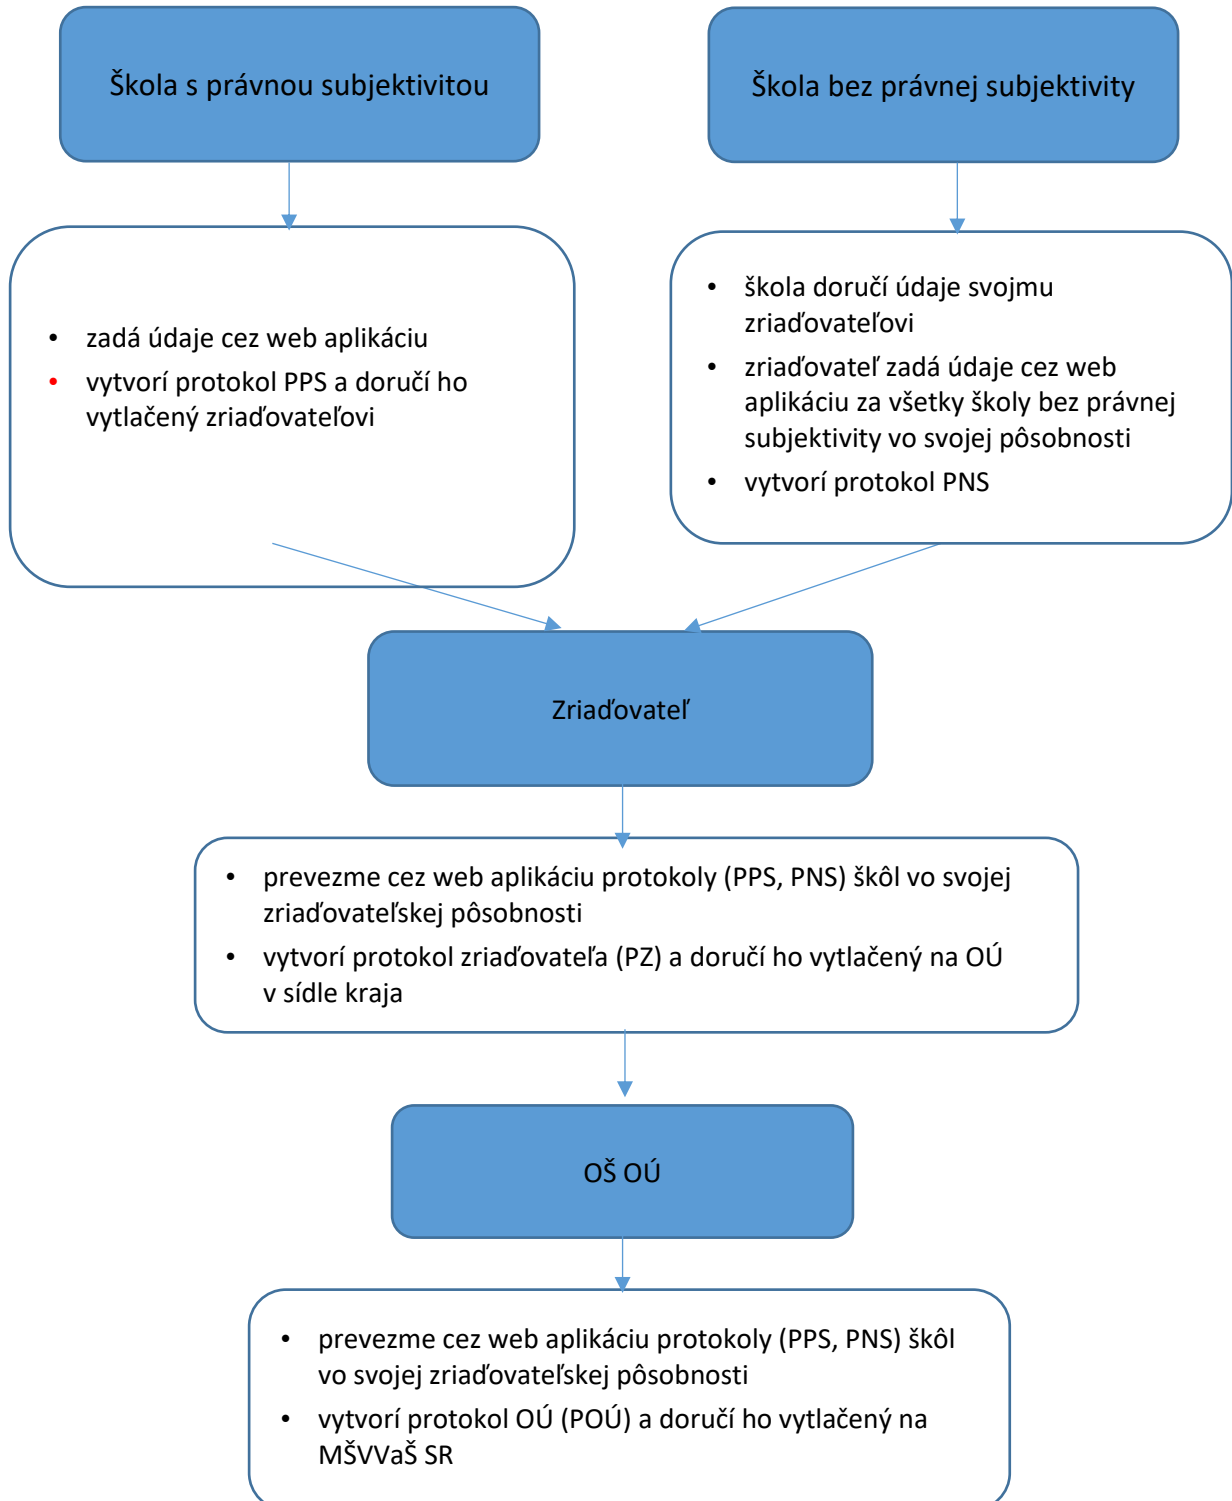 Škola s právnou subjektivitou
Škola bez právnej subjektivity
• zadá údaje cez web aplikáciu
• vytvorí protokol PPS a doručí ho
vytlačený zriaďovateľovi
• škola doručí údaje svojmu
zriaďovateľovi
• zriaďovateľ zadá údaje cez web
aplikáciu za všetky školy bez právnej
subjektivity vo svojej pôsobnosti
• vytvorí protokol PNS
Zriaďovateľ
• prevezme cez web aplikáciu protokoly (PPS, PNS) škôl vo svojej
zriaďovateľskej pôsobnosti
• vytvorí protokol zriaďovateľa (PZ) a doručí ho vytlačený na OÚ
v sídle kraja
OŠ OÚ
• prevezme cez web aplikáciu protokoly (PPS, PNS) škôl
vo svojej zriaďovateľskej pôsobnosti
• vytvorí protokol OÚ (POÚ) a doručí ho vytlačený na
MŠVVaŠ SR